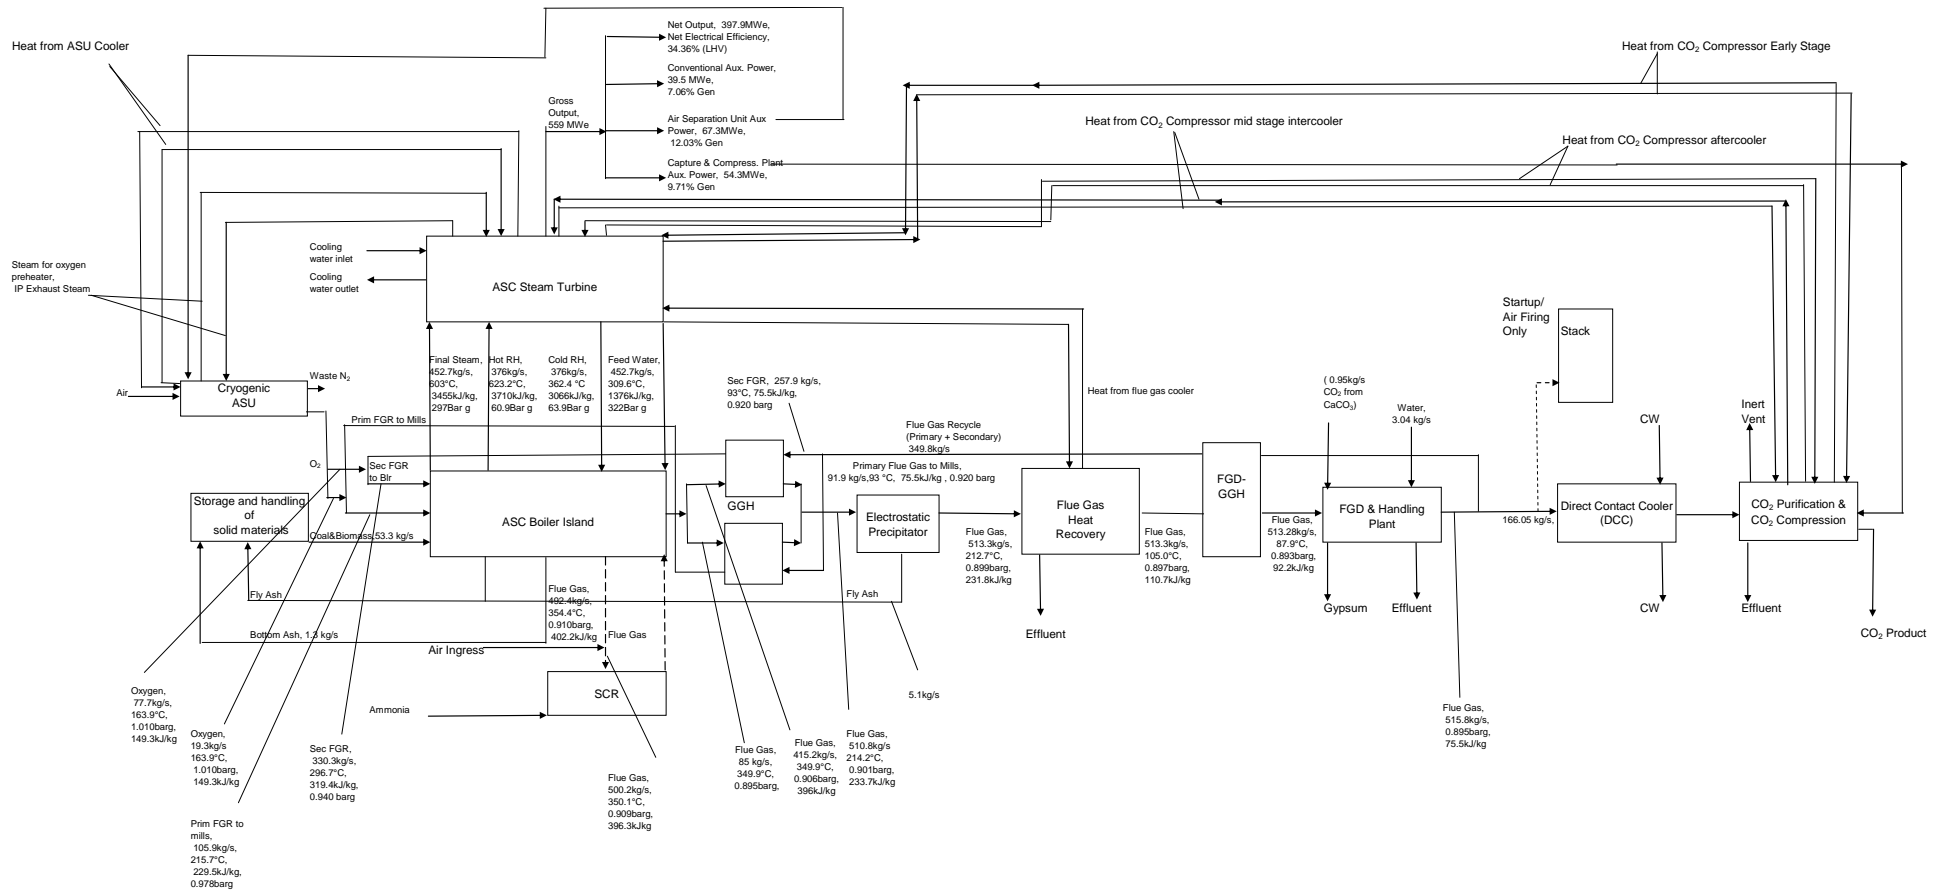 Heat from ASU Cooler
Net Output, 397.9MWe,
Net Electrical Efficiency,
34.36% (LHV)
Conventional Aux. Power,
39.5 MWe,
7.06% Gen
Gross
Output,
559 MWe
Air Separation Unit Aux
Power, 67.3MWe,
12.03% Gen
Capture & Compress. Plant
Aux. Power, 54.3MWe,
9.71% Gen
Heat from CO2 Compressor Early Stage
Heat from CO2 Compressor mid stage intercooler
Heat from CO2 Compressor aftercooler
Steam for oxygen
preheater,
IP Exhaust Steam
Cooling
water inlet
Cooling
water outlet
ASC Steam Turbine
Startup/
Air Firing
Only
Stack
Air
Cryogenic
ASU
Waste N2
Final Steam,
452.7kg/s,
603°C,
3455kJ/kg,
297Bar g
Hot RH,
376kg/s,
623.2°C,
3710kJ/kg,
60.9Bar g
Cold RH,
376kg/s,
362.4 °C
3066kJ/kg,
63.9Bar g
Feed Water,
452.7kg/s,
309.6°C,
1376kJ/kg,
322Bar g
Sec FGR, 257.9 kg/s,
93°C, 75.5kJ/kg,
0.920 barg
Heat from flue gas cooler
( 0.95kg/s
CO2 from
CaCO3)
Water,
3.04 kg/s
CW
Inert
Vent
Prim FGR to Mills
Flue Gas Recycle
(Primary + Secondary)
349.8kg/s
Primary Flue Gas to Mills,
91.9 kg/s,93 °C, 75.5kJ/kg , 0.920 barg
O2
Sec FGR
to Blr
Storage and handling
of
solid materials
Coal&Biomass,53.3 kg/s
ASC Boiler Island
GGH
Electrostatic
Precipitator
Flue Gas
Heat
Recovery
FGD-
GGH
FGD & Handling
Plant
166.05 kg/s,
Direct Contact Cooler
(DCC)
CO2 Purification &
CO2 Compression
Flue Gas,
513.3kg/s,
212.7°C,
0.899barg,
231.8kJ/kg
Flue Gas,
513.3kg/s,
105.0°C,
0.897barg,
110.7kJ/kg
Flue Gas,
513.28kg/s,
87.9°C,
0.893barg,
92.2kJ/kg
Fly Ash
Fly Ash
Flue Gas,
492.4kg/s,
354.4°C,
0.910barg,
402.2kJ/kg
Flue Gas
Bottom Ash, 1.3 kg/s
Air Ingress
Effluent
Gypsum
Effluent
CW
Effluent
CO2 Product
SCR
Ammonia
5.1kg/s
Oxygen,
77.7kg/s,
163.9°C,
1.010barg,
149.3kJ/kg
Oxygen,
19.3kg/s
163.9°C,
1.010barg,
149.3kJ/kg
Sec FGR,
330.3kg/s,
296.7°C,
319.4kJ/kg,
0.940 barg
Prim FGR to
mills,
105.9kg/s,
215.7°C,
229.5kJ/kg,
0.978barg
Flue Gas,
500.2kg/s,
350.1°C,
0.909barg,
396.3kJkg
Flue Gas,
85 kg/s,
349.9°C,
0.895barg,
Flue Gas,
415.2kg/s,
349.9°C,
0.906barg,
396kJ/kg
Flue Gas,
510.8kg/s
214.2°C,
0.901barg
233.7kJ/kg
Flue Gas,
515.8kg/s,
0.895barg,
75.5kJ/kg